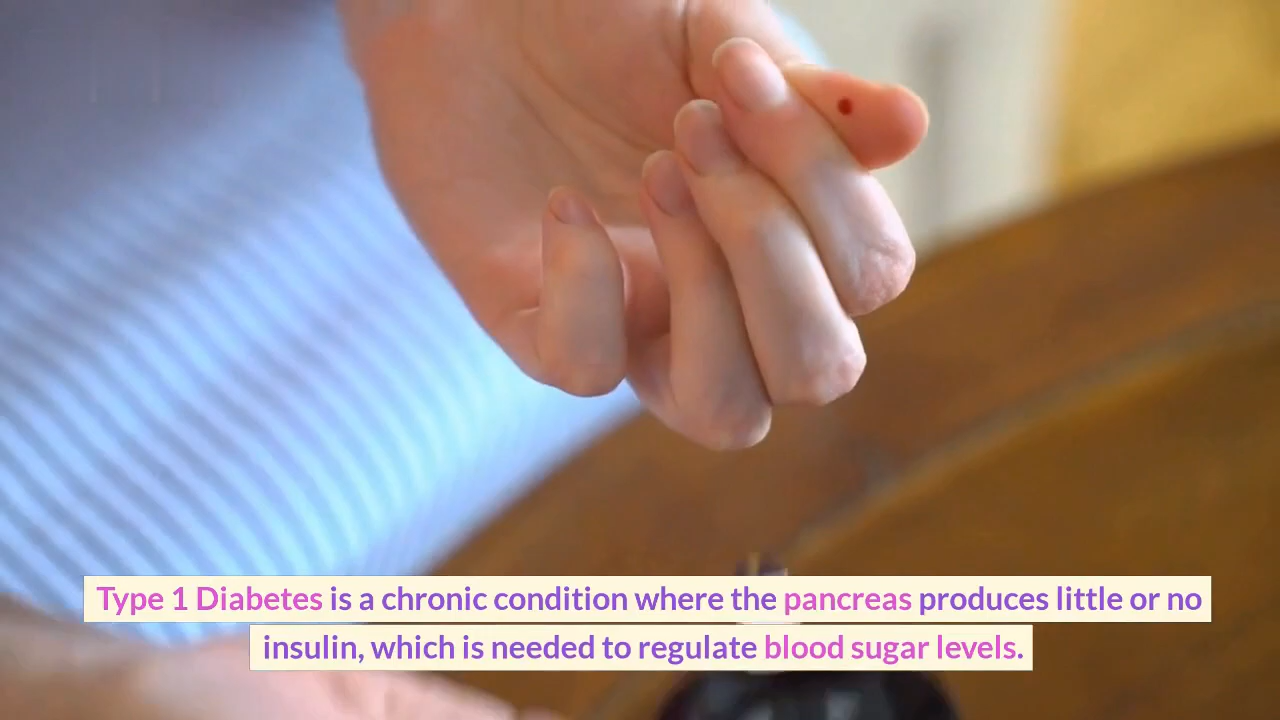 Type 1 Diabetes is a chronic condition where the pancreas produces little or no
insulin, which is needed to regulate blood sugar levels.